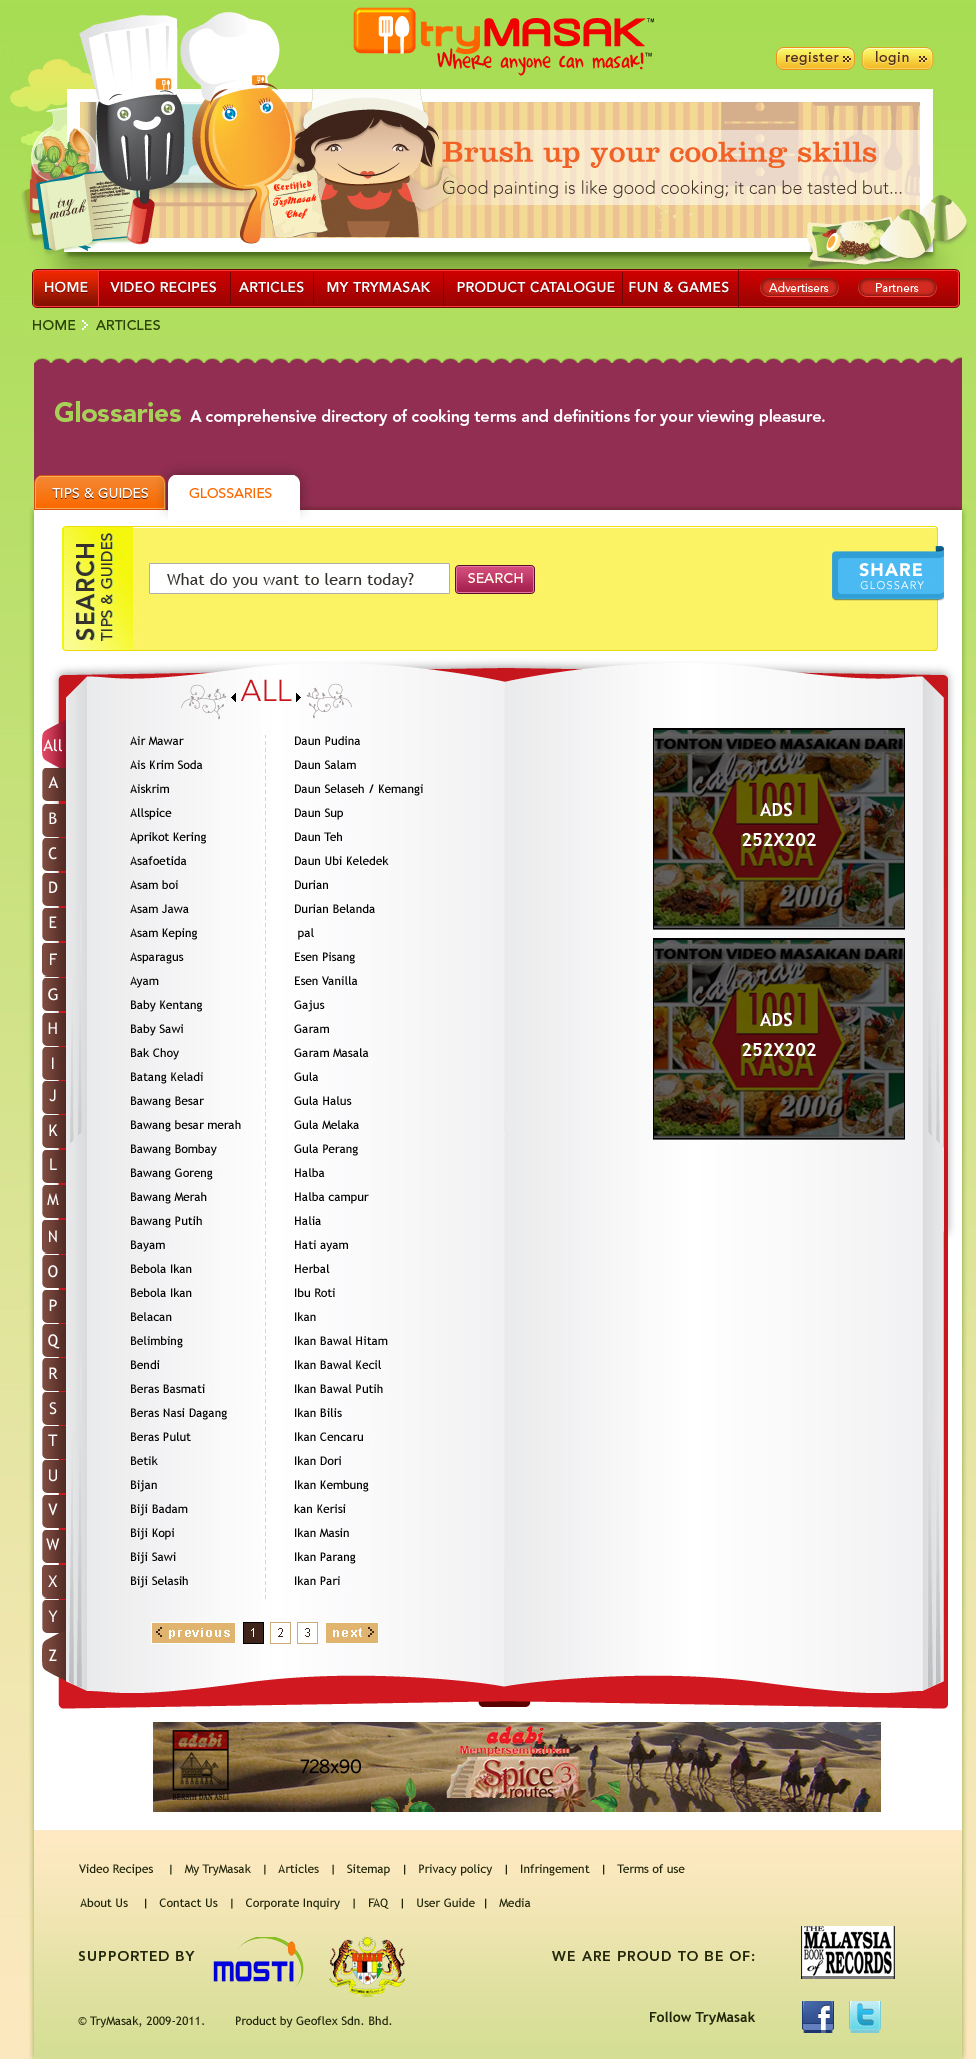 tryMASAK™
Where anyone can masak!™
register
login
try masak
Certified
TryMasak
Chef
Brush up your cooking skills
Good painting is like good cooking; it can be tasted but...
HOME
VIDEO RECIPES
ARTICLES
MY TRYMASAK
PRODUCT CATALOGUE
FUN & GAMES
Advertisers
Partners
HOME
ARTICLES
Glossaries A comprehensive directory of cooking terms and definitions for your viewing pleasure.
TIPS & GUIDES
GLOSSARIES
SEARCH
TIPS & GUIDES
What do you want to learn today?
SEARCH
SHARE
GLOSSARY
ALL
All
A
B
C
D
E
F
G
H
I
J
K
L
M
N
O
P
Q
R
S
T
U
V
W
X
Y
Z
Air Mawar
Ais Krim Soda
Aiskrim
Allspice
Aprikot Kering
Asafoetida
Asam boi
Asam Jawa
Asam Keping
Asparagus
Ayam
Baby Kentang
Baby Sawi
Bak Choy
Batang Keladi
Bawang Besar
Bawang besar merah
Bawang Bombay
Bawang Goreng
Bawang Merah
Bawang Putih
Bayam
Bebola Ikan
Bebola Ikan
Belacan
Belimbing
Bendi
Beras Basmati
Beras Nasi Dagang
Beras Pulut
Betik
Bijan
Biji Badam
Biji Kopi
Biji Sawi
Biji Selasih
Daun Pudina
Daun Salam
Daun Selaseh / Kemangi
Daun Sup
Daun Teh
Daun Ubi Keledek
Durian
Durian Belanda
pal
Esen Pisang
Esen Vanilla
Gajus
Garam
Garam Masala
Gula
Gula Halus
Gula Melaka
Gula Perang
Halba
Halba campur
Halia
Hati ayam
Herbal
Ibu Roti
Ikan
Ikan Bawal Hitam
Ikan Bawal Kecil
Ikan Bawal Putih
Ikan Bilis
Ikan Cencaru
Ikan Dori
Ikan Kembung
kan Kerisi
Ikan Masin
Ikan Parang
Ikan Pari
TONTON VIDEO MASAKAN DARI
cabaran
1001
RASA
2006
ADS
252X202
TONTON VIDEO MASAKAN DARI
cabaran
1001
RASA
2006
ADS
252X202
previous 1 2 3 next
adabi
BERSIH DAN ASLI
728x90
adabi
Mempersembahkan
Spice 3
routes
Video Recipes | My TryMasak | Articles | Sitemap | Privacy policy | Infringement | Terms of use
About Us | Contact Us | Corporate Inquiry | FAQ | User Guide | Media
SUPPORTED BY
MOSTI
WE ARE PROUD TO BE OF:
THE
MALAYSIA
BOOK of RECORDS
© TryMasak, 2009-2011. Product by Geoflex Sdn. Bhd.
Follow TryMasak
f
t